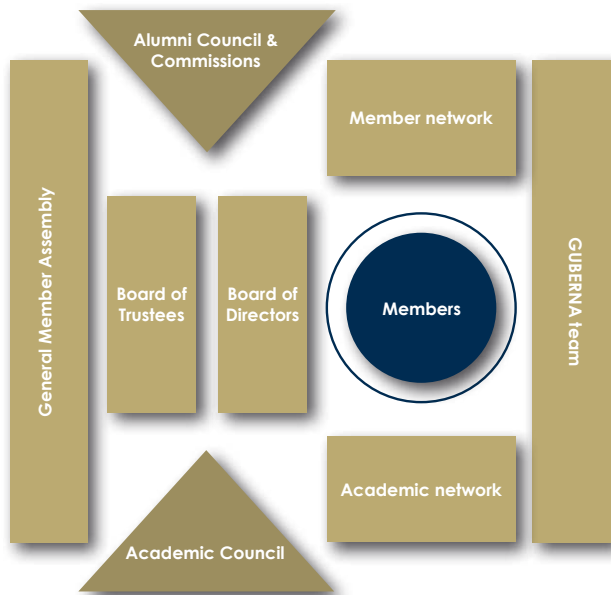 Alumni Council &
Commissions
Member network
General Member Assembly
Board of
Trustees
Board of
Directors
Members
GUBERNA team
Academic network
Academic Council